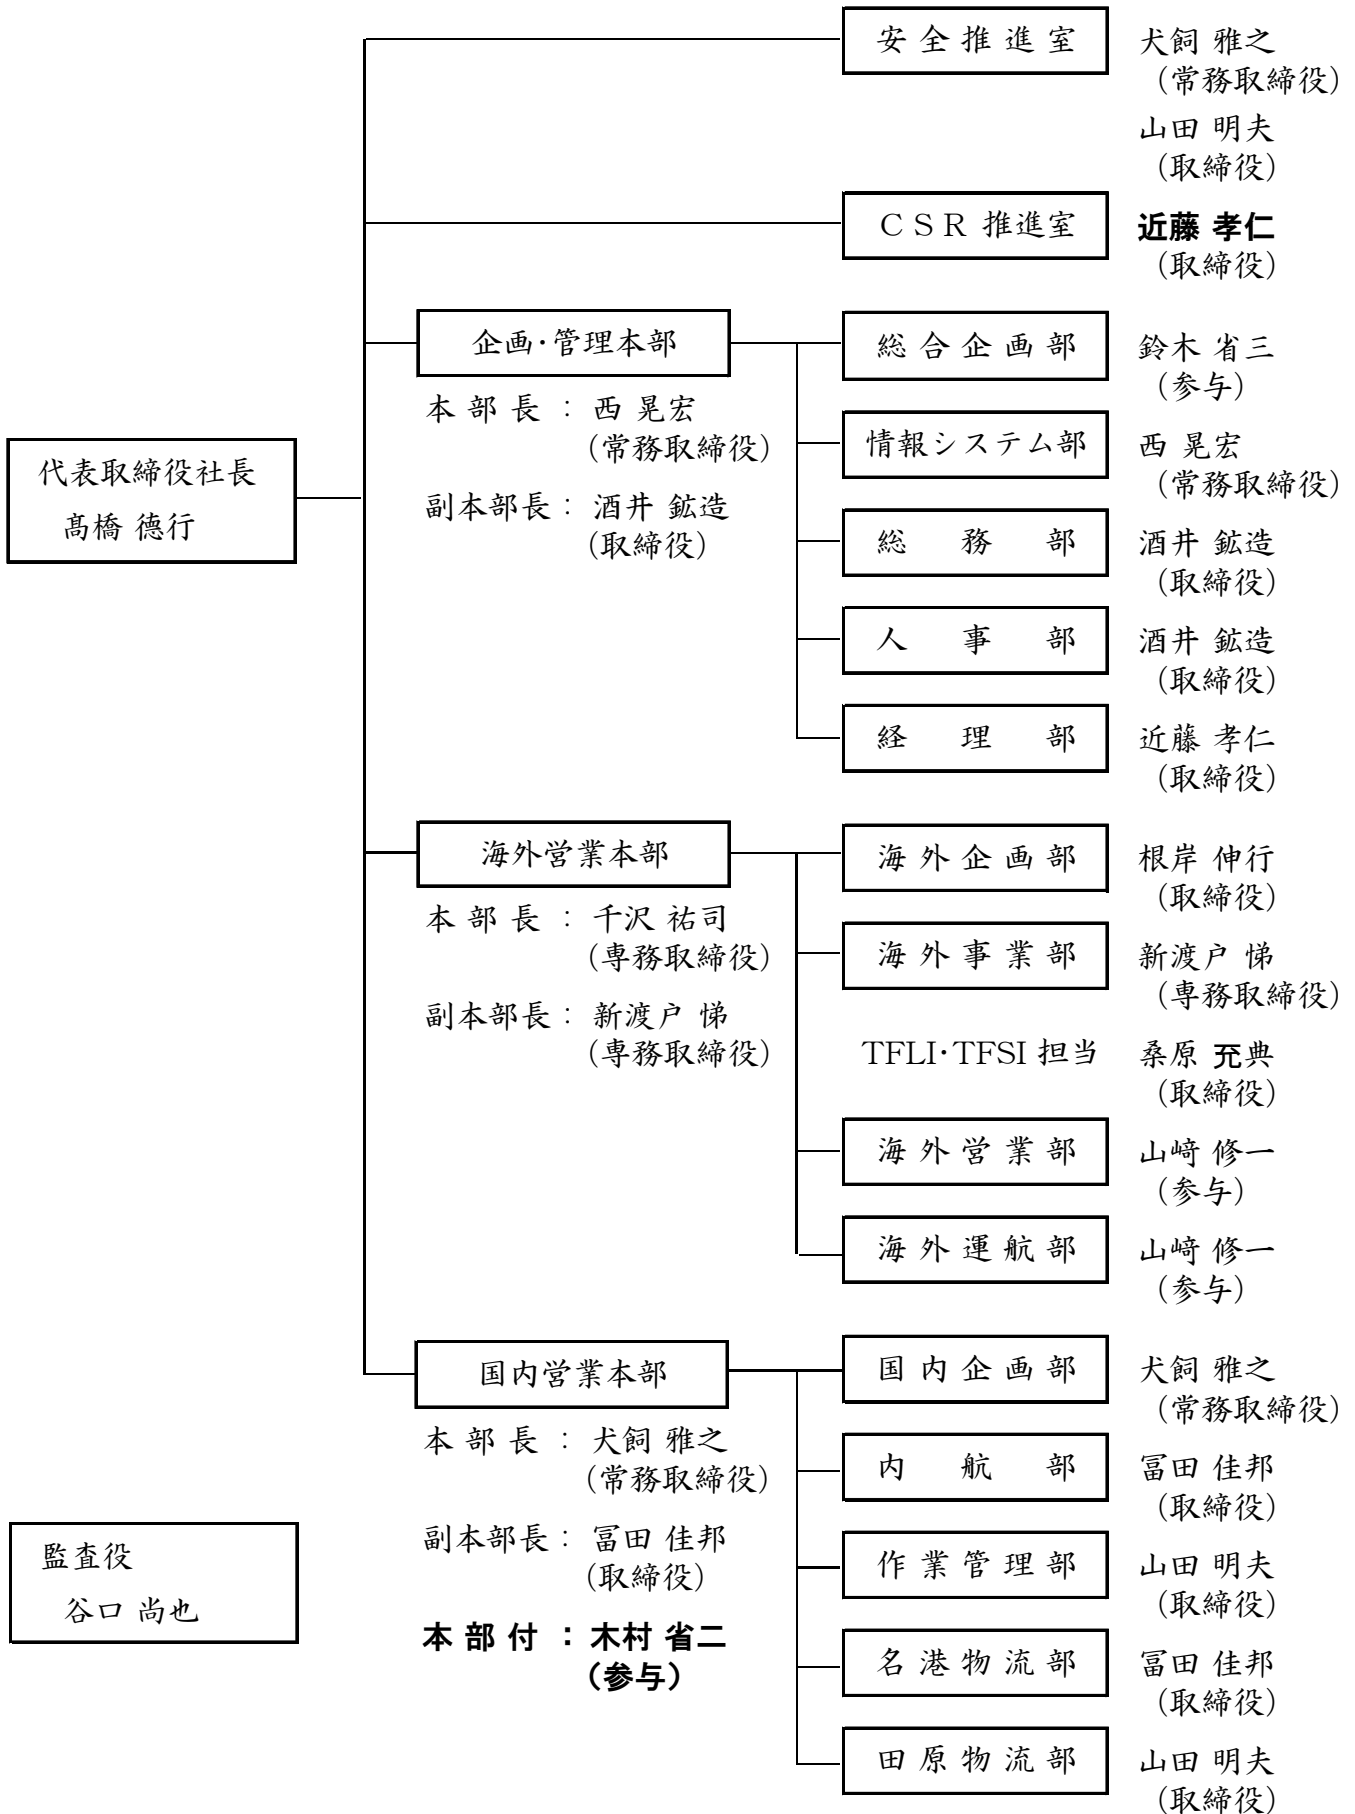 安全推進室 犬飼 雅之
(常務取締役)
山田 明夫
(取締役)
CSR 推進室 近藤 孝仁
(取締役)
企画・管理本部
本部長 : 西 晃宏
(常務取締役)
副本部長 : 酒井 鉱造
(取締役)
総合企画部 鈴木 省三
(参与)
情報システム部 西 晃宏
(常務取締役)
総務部 酒井 鉱造
(取締役)
人事部 酒井 鉱造
(取締役)
経理部 近藤 孝仁
(取締役)
代表取締役社長
髙橋 德行
海外営業本部
本部長 : 千沢 祐司
(専務取締役)
副本部長 : 新渡戸 悌
(専務取締役)
海外企画部 根岸 伸行
(取締役)
海外事業部 新渡戸 悌
(専務取締役)
TFLI・TFSI 担当 桑原 㐬典
(取締役)
海外営業部 山﨑 修一
(参与)
海外運航部 山﨑 修一
(参与)
国内営業本部
本部長 : 犬飼 雅之
(常務取締役)
副本部長 : 冨田 佳邦
(取締役)
本部付 : 木村 省二
(参与)
国内企画部 犬飼 雅之
(常務取締役)
内航部 冨田 佳邦
(取締役)
作業管理部 山田 明夫
(取締役)
名港物流部 冨田 佳邦
(取締役)
田原物流部 山田 明夫
(取締役)
監査役
谷口 尚也